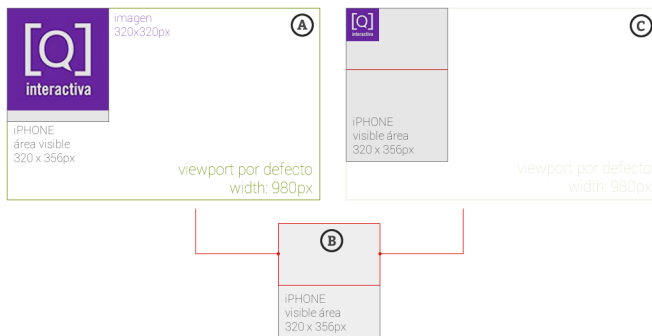 [Q]
interactiva
imagen
320x320px
A
iPHONE
área visible
320 x 356px
viewport por defecto
width: 980px
[Q]
interactiva
C
iPHONE
visible área
320 x 356px
viewport por defecto
width: 980px
B
iPHONE
visible área
320 x 356px